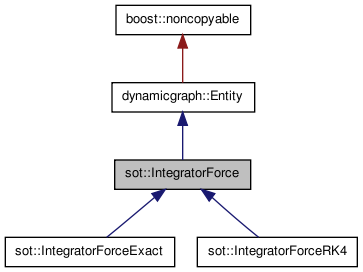 boost::noncopyable
dynamicgraph::Entity
sot::IntegratorForce
sot::IntegratorForceExact
sot::IntegratorForceRK4